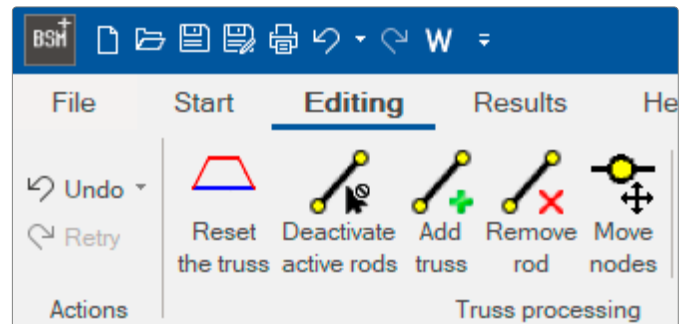 BSM
W
File Start Editing Results He
Undo
Retry
Reset the truss
Deactivate active rods
Add truss
Remove rod
Move nodes
Actions Truss processing